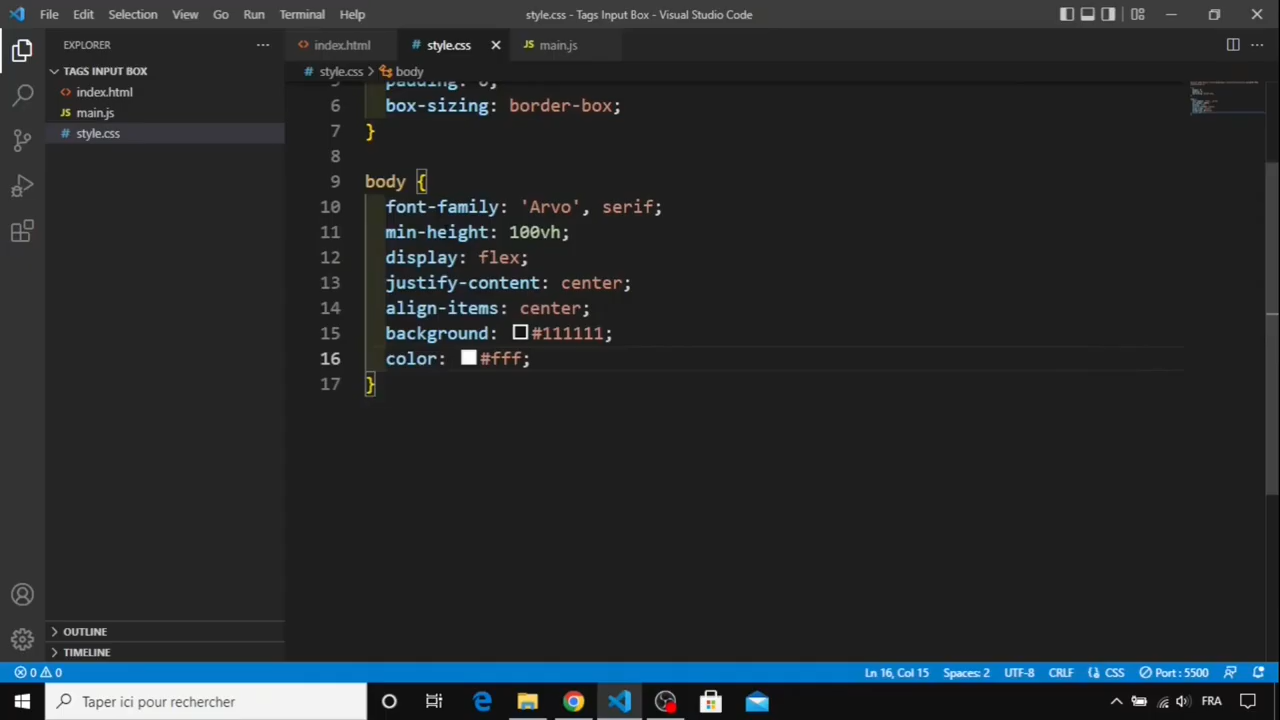 File Edit Selection View Go Run Terminal Help
style.css - Tags Input Box - Visual Studio Code
EXPLORER
index.html style.css main.js
TAGS INPUT BOX
index.html
main.js
style.css
OUTLINE
TIMELINE
style.css > body
6 box-sizing: border-box;
7 }
8
9 body {
10 font-family: 'Arvo', serif;
11 min-height: 100vh;
12 display: flex;
13 justify-content: center;
14 align-items: center;
15 background: #111111;
16 color: #fff;
17 }
0 0 Ln 16, Col 15 Spaces: 2 UTF-8 CRLF CSS Port : 5500
Taper ici pour rechercher FRA